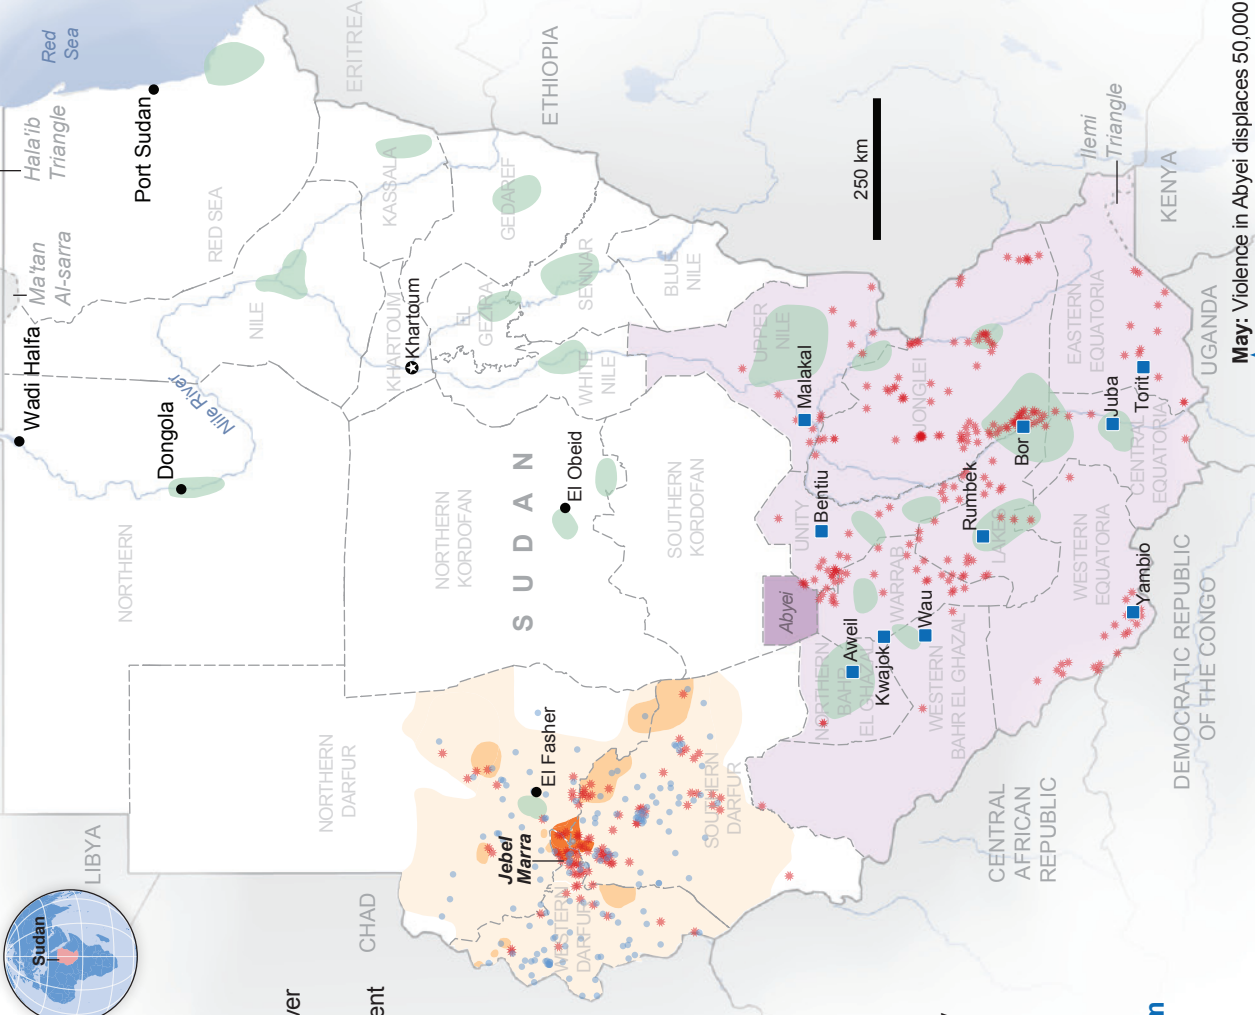 Red
Sea
Hala'ib
Triangle
Port Sudan
ERITREA
ETHIOPIA
Ma'tan
Al-sarra
RED SEA
KASSALA
GEDAREF
Wadi Halfa
Dongola
Nile River
NILE
KHARTOUM
Khartoum
EL
GEZIRA
SENNAR
BLUE
NILE
WHITE
NILE
250 km
Ilemi
Triangle
KENYA
NORTHERN
NORTHERN
KORDOFAN
SUDAN
El Obeid
SOUTHERN
KORDOFAN
UPPER
NILE
Malakal
JONGLEI
EASTERN
EQUATORIA
UGANDA
Torit
Juba
CENTRAL
EQUATORIA
Bor
Bentiu
UNITY
Rumbek
LAKES
WESTERN
EQUATORIA
Yambio
Abyei
WARRAB
Wau
Aweil
Kwajok
NORTHERN
BAHR
EL GHAZAL
WESTERN
BAHR EL GHAZAL
DEMOCRATIC REPUBLIC
OF THE CONGO
CENTRAL
AFRICAN
REPUBLIC
LIBYA
CHAD
NORTHERN
DARFUR
El Fasher
Jebel
Marra
WESTERN
DARFUR
SOUTHERN
DARFUR
Sudan
May: Violence in Abyei displaces 50,000
ver
ent